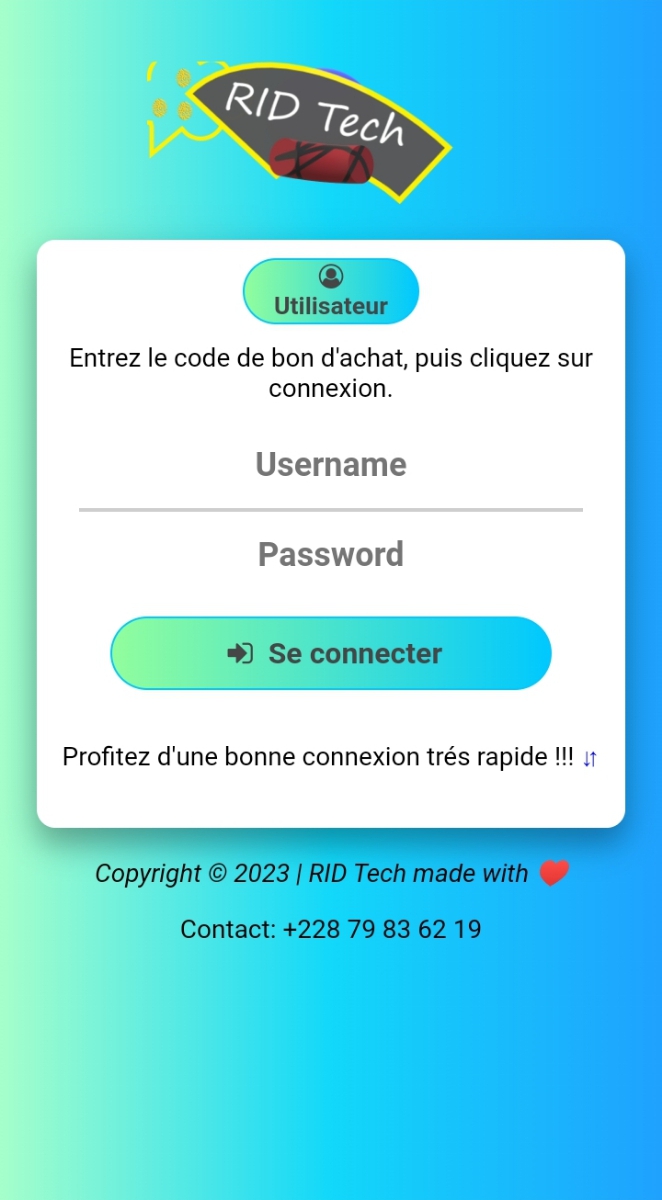 RID Tech
Utilisateur
Entrez le code de bon d'achat, puis cliquez sur
connexion.
Username
Password
Se connecter
Profitez d'une bonne connexion trés rapide !!!
Copyright © 2023 | RID Tech made with ❤️
Contact: +228 79 83 62 19